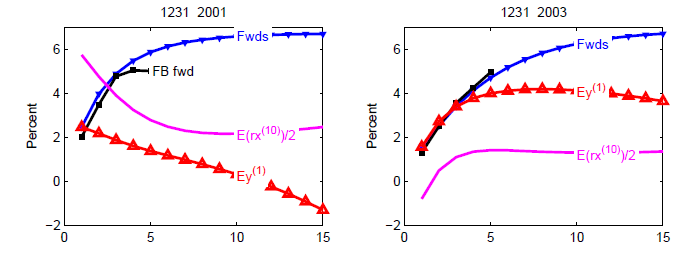 1231 2001
Percent
6
4
2
0
−2
0
5
10
15
Fwds
FB fwd
E(rx(10))/2
Ey(1)
1231 2003
Percent
6
4
2
0
−2
0
5
10
15
Fwds
Ey(1)
E(rx(10))/2